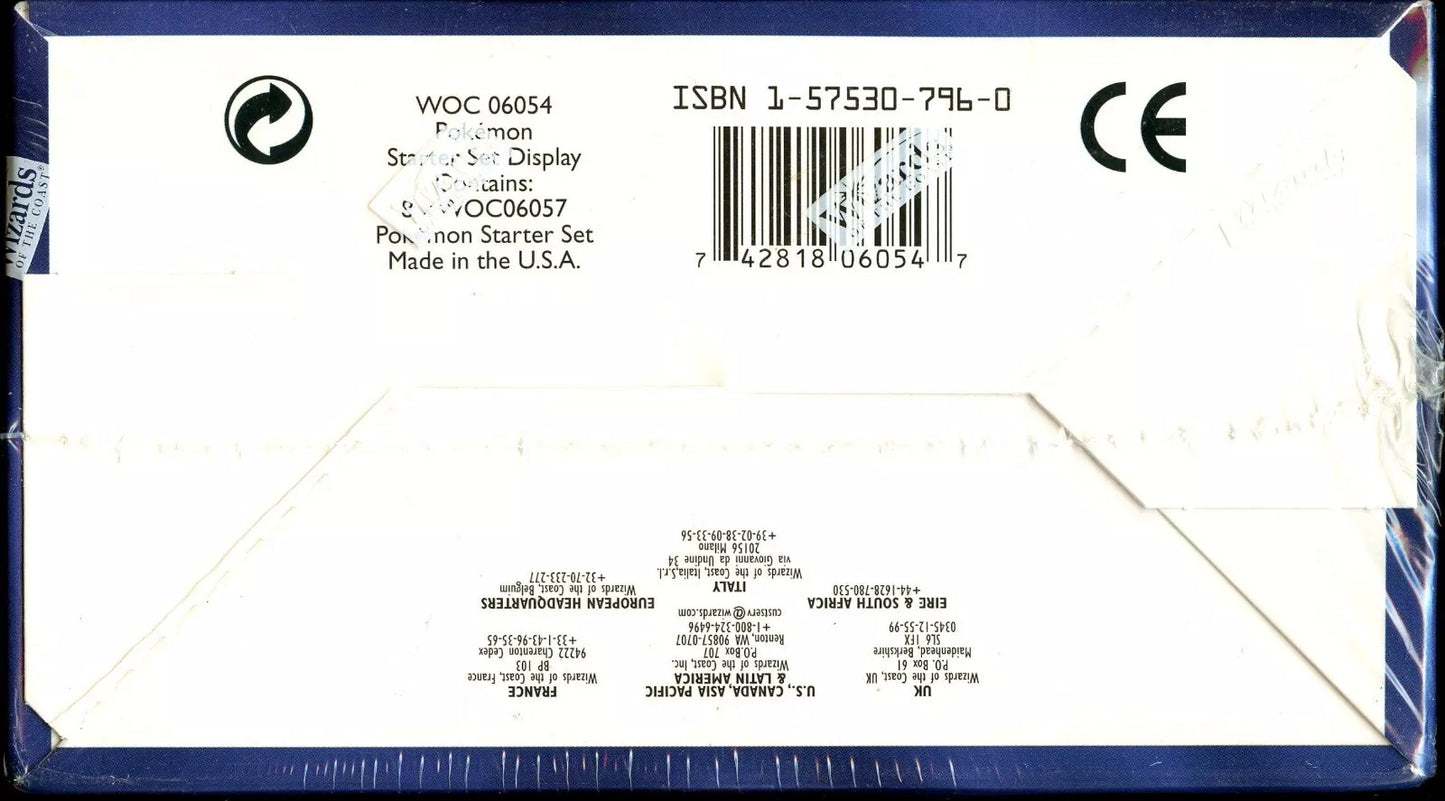 WOC 06054
Pokémon
Starter Set Display
Contains:
8 WOC06057
Pokémon Starter Set
Made in the U.S.A.
ISBN 1-57530-796-0
Wizards
7 42818 06054 7
CE
Wizards
OF THE COAST®
UK
Wizards of the Coast, UK
P.O. Box 61
Maidenhead, Berkshire
SL6 1FX
0345-12-55-99
EIRE & SOUTH AFRICA
+44-1628-780-530
U.S., CANADA, ASIA PACIFIC
& LATIN AMERICA
Wizards of the Coast, Inc.
P.O. Box 707
Renton, WA 90857-0707
+1-800-324-6496
custserv@wizards.com
ITALY
Wizards of the Coast, Italia,S.r.l.
via Giovanni da Undine 34
20156 Milano
+39-02-38-09-33-56
FRANCE
Wizards of the Coast, France
BP 103
94222 Charenton Cedex
+33-1-43-96-35-65
EUROPEAN HEADQUARTERS
Wizards of the Coast, Belguim
+32-70-233-277